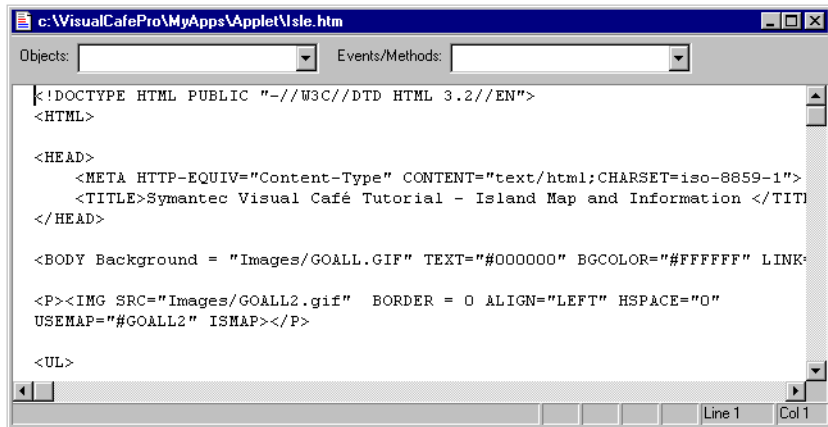 c:\VisualCafePro\MyApps\Applet\Isle.htm
Objects: Events/Methods:
<!DOCTYPE HTML PUBLIC "-//W3C//DTD HTML 3.2//EN">
<HTML>
<HEAD>
<META HTTP-EQUIV="Content-Type" CONTENT="text/html;CHARSET=iso-8859-1">
<TITLE>Symantec Visual Café Tutorial - Island Map and Information </TITL
</HEAD>
<BODY Background = "Images/GOALL.GIF" TEXT="#000000" BGCOLOR="#FFFFFF" LINK=
<P><IMG SRC="Images/GOALL2.gif"  BORDER = 0 ALIGN="LEFT" HSPACE="0"
USEMAP="#GOALL2" ISMAP></P>
<UL>
Line 1 Col 1